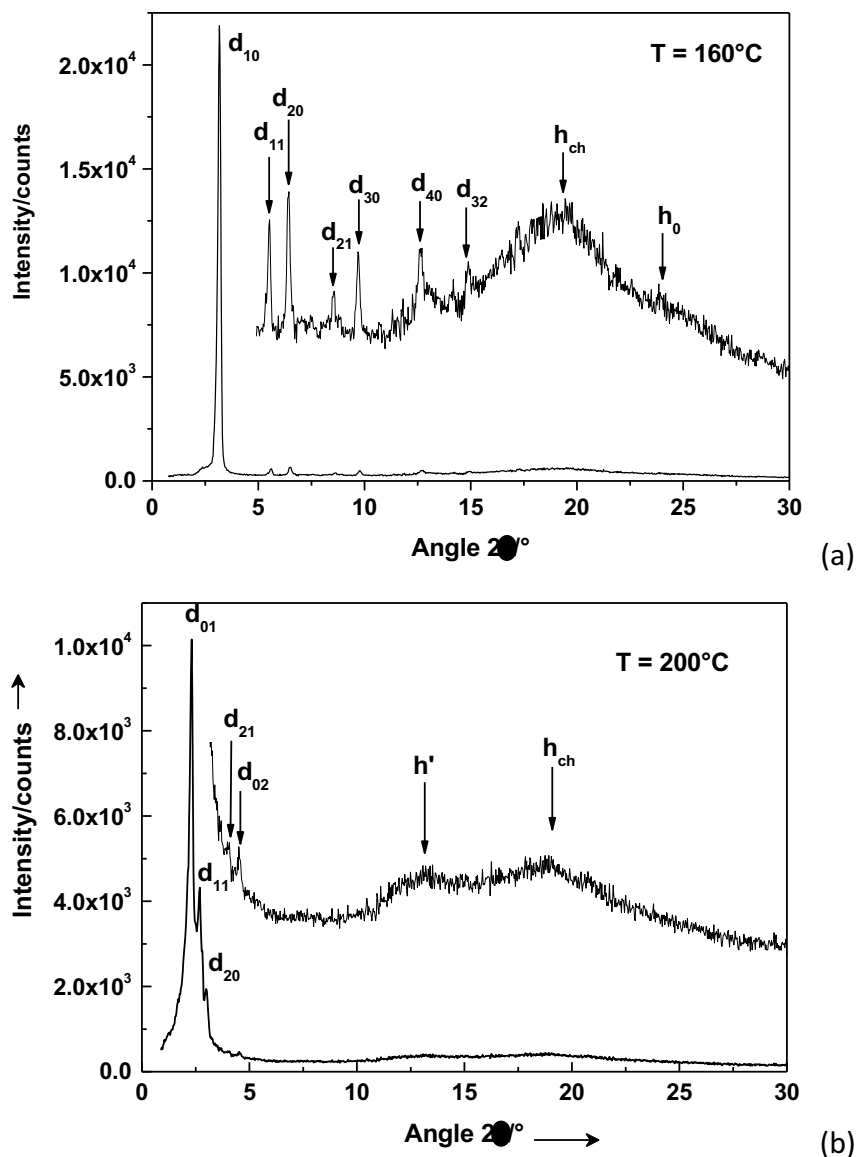 T = 160°C
d10
d11
d20
d21
d30
d40
d32
hch
h0
2.0x10^4
1.5x10^4
1.0x10^4
5.0x10^3
0.0
Intensity/counts
0 5 10 15 20 25 30
Angle 2 /°
(a)
T = 200°C
d01
d21
d02
d11
d20
h'
hch
1.0x10^4
8.0x10^3
6.0x10^3
4.0x10^3
2.0x10^3
0.0
Intensity/counts
0 5 10 15 20 25 30
Angle 2 /°
(b)